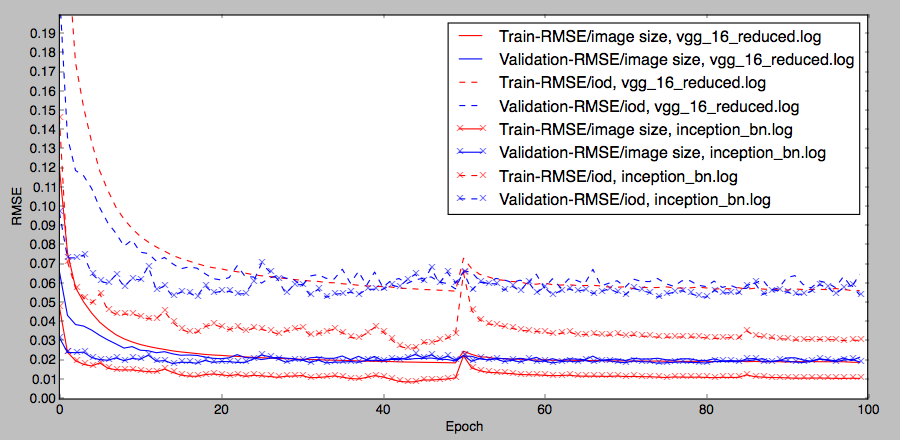 0.19
0.18
0.17
0.16
0.15
0.14
0.13
0.12
0.11
0.10
0.09
0.08
0.07
0.06
0.05
0.04
0.03
0.02
0.01
0.00
RMSE
Train-RMSE/image size, vgg_16_reduced.log
Validation-RMSE/image size, vgg_16_reduced.log
Train-RMSE/iod, vgg_16_reduced.log
Validation-RMSE/iod, vgg_16_reduced.log
Train-RMSE/image size, inception_bn.log
Validation-RMSE/image size, inception_bn.log
Train-RMSE/iod, inception_bn.log
Validation-RMSE/iod, inception_bn.log
0 20 40 60 80 100
Epoch